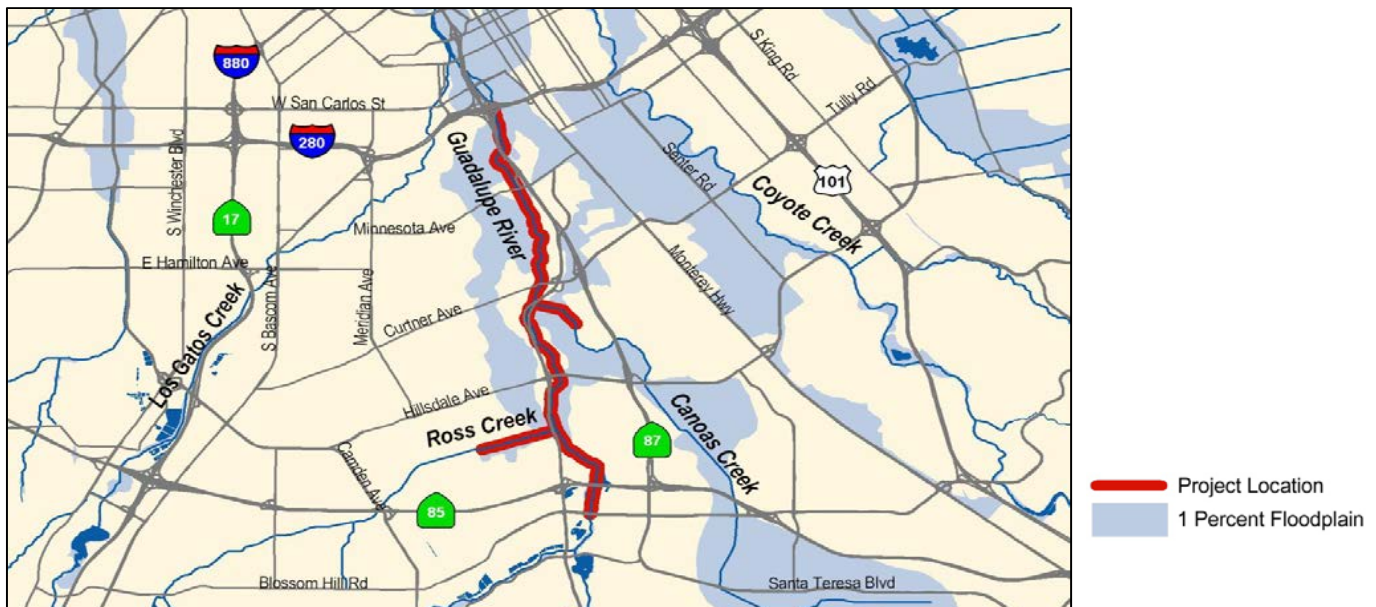 880
W San Carlos St
280
S King Rd
Tully Rd
S Winchester Blvd
Guadalupe River
Senter Rd
101
Coyote Creek
17
Minnesota Ave
E Hamilton Ave
S Bascom Ave
Meridian Ave
Monterey Hwy
Curtner Ave
Los Gatos Creek
Hillsdale Ave
Ross Creek
Canoas Creek
87
Camden Ave
85
Blossom Hill Rd
Santa Teresa Blvd
Project Location
1 Percent Floodplain